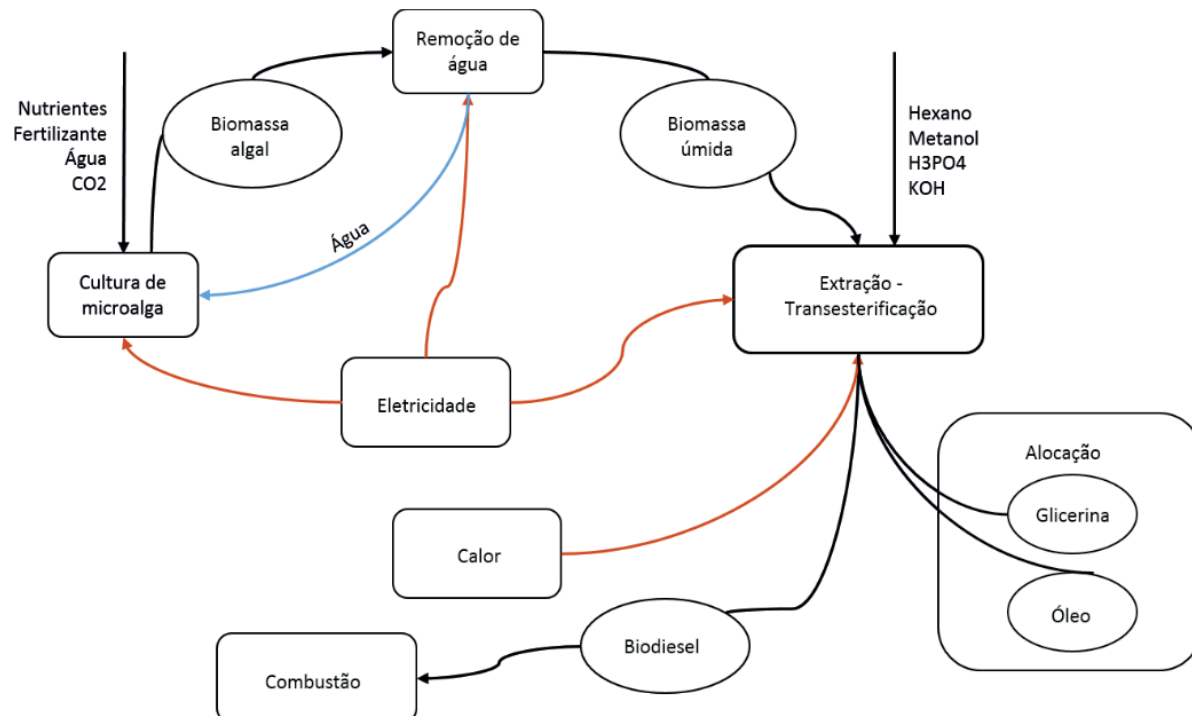 Remoção de
água
Nutrientes
Fertilizante
Água
CO2
Biomassa
algal
Biomassa
úmida
Hexano
Metanol
H3PO4
KOH
Água
Cultura de
microalga
Extração -
Transesterificação
Eletricidade
Alocação
Glicerina
Calor
Óleo
Biodiesel
Combustão